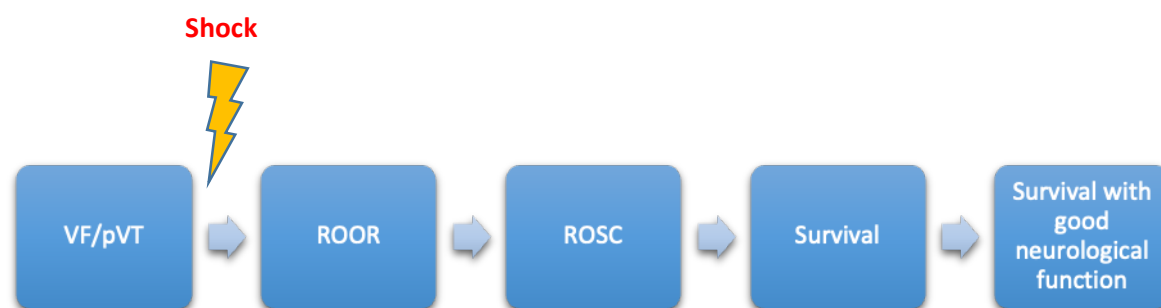 Shock
VF/pVT
ROOR
ROSC
Survival
Survival with
good
neurological
function